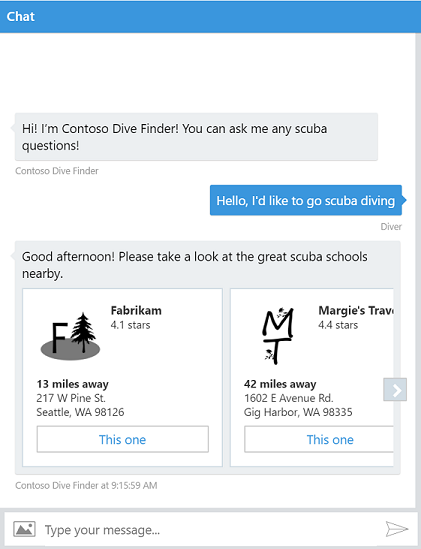 Chat
Hi! I'm Contoso Dive Finder! You can ask me any scuba
questions!
Contoso Dive Finder
Hello, I'd like to go scuba diving
Diver
Good afternoon! Please take a look at the great scuba schools
nearby.
F
Fabrikam
4.1 stars
13 miles away
217 W Pine St.
Seattle, WA 98126
This one
M
T
Margie's Trave
4.4 stars
42 miles away
1602 E Avenue Rd.
Gig Harbor, WA 98335
This one
Contoso Dive Finder at 9:15:59 AM
Type your message...